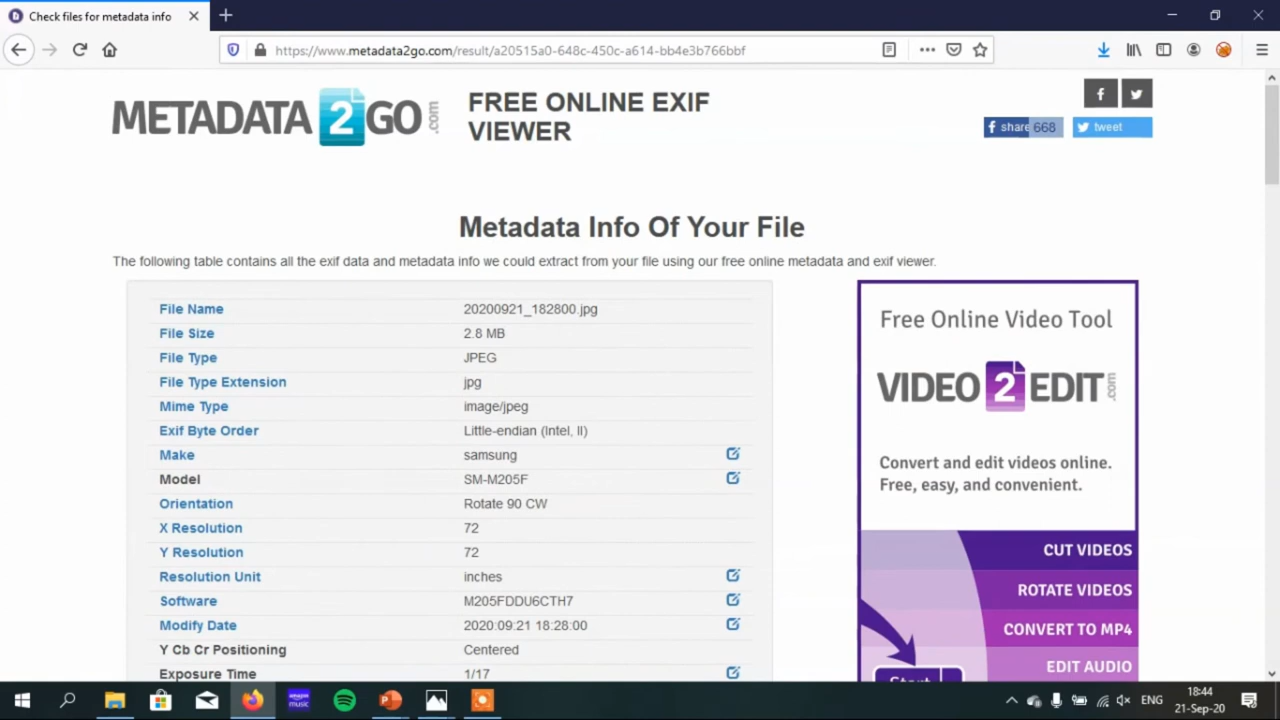 Check files for metadata info
https://www.metadata2go.com/result/a20515a0-648c-450c-a614-bb4e3b766bbf
METADATA 2 GO .com
FREE ONLINE EXIF
VIEWER
share 668
tweet
Metadata Info Of Your File
The following table contains all the exif data and metadata info we could extract from your file using our free online metadata and exif viewer.
File Name 20200921_182800.jpg
File Size 2.8 MB
File Type JPEG
File Type Extension jpg
Mime Type image/jpeg
Exif Byte Order Little-endian (Intel, II)
Make samsung
Model SM-M205F
Orientation Rotate 90 CW
X Resolution 72
Y Resolution 72
Resolution Unit inches
Software M205FDDU6CTH7
Modify Date 2020:09:21 18:28:00
Y Cb Cr Positioning Centered
Exposure Time 1/17
Free Online Video Tool
VIDEO 2 EDIT .com
Convert and edit videos online.
Free, easy, and convenient.
CUT VIDEOS
ROTATE VIDEOS
CONVERT TO MP4
EDIT AUDIO
Start
amazon music
ENG
18:44
21-Sep-20